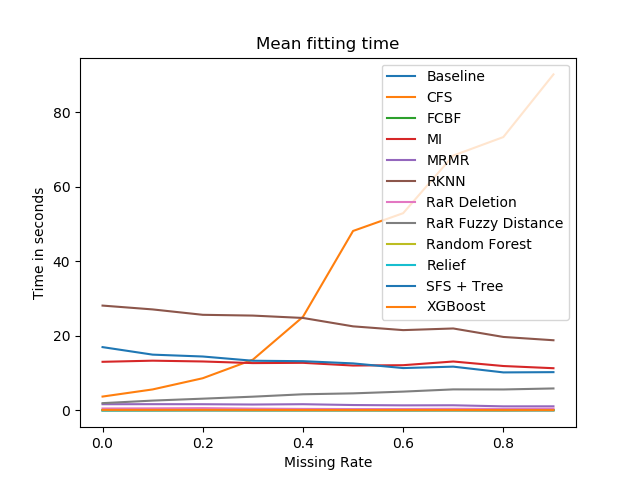 Mean fitting time
Baseline
CFS
FCBF
MI
MRMR
RKNN
RaR Deletion
RaR Fuzzy Distance
Random Forest
Relief
SFS + Tree
XGBoost
80
60
40
20
0
Time in seconds
0.0 0.2 0.4 0.6 0.8
Missing Rate